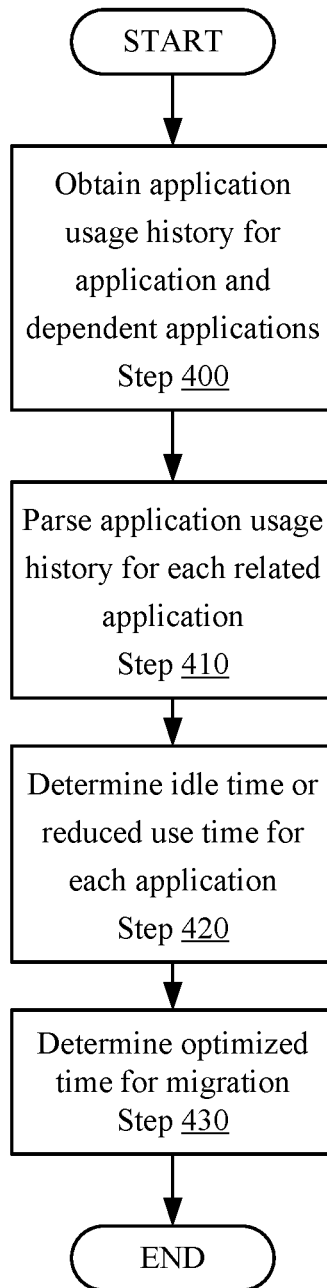 START
Obtain application
usage history for
application and
dependent applications
Step 400
Parse application usage
history for each related
application
Step 410
Determine idle time or
reduced use time for
each application
Step 420
Determine optimized
time for migration
Step 430
END